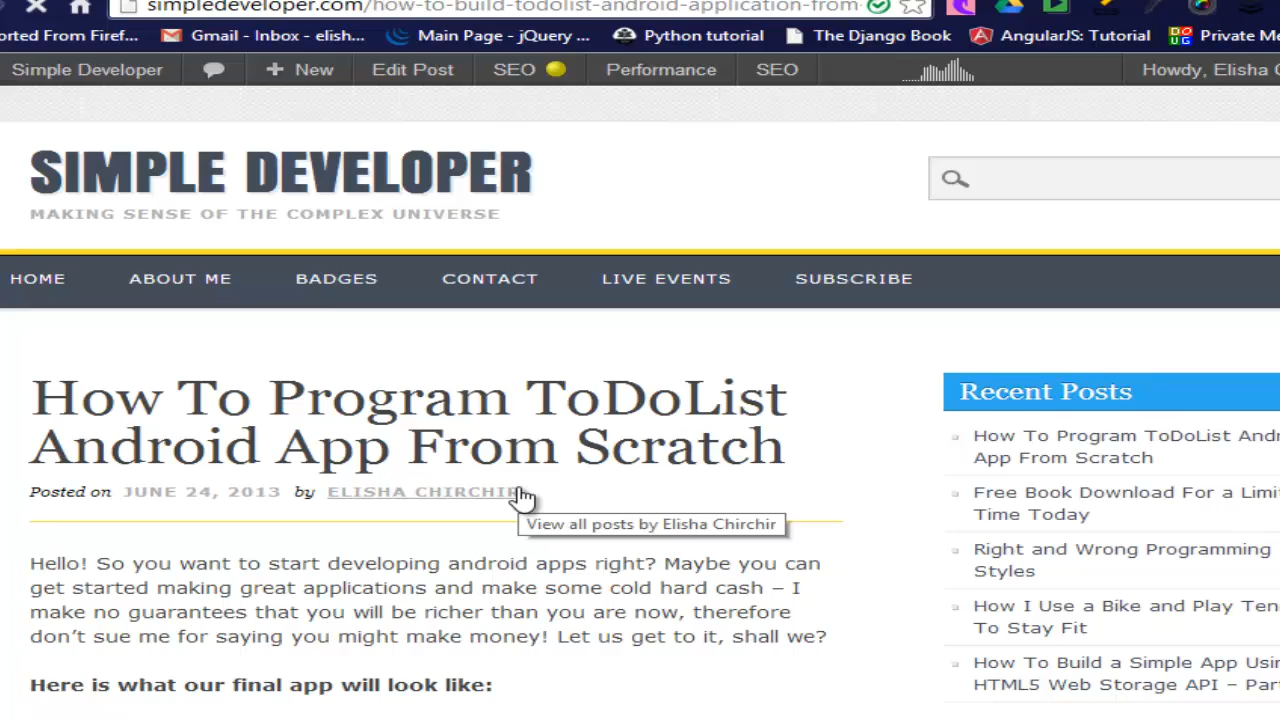 simpledeveloper.com/how-to-build-todolist-android-application-from
orted From Firef... Gmail - Inbox - elish... Main Page - jQuery ... Python tutorial The Django Book AngularJS: Tutorial Private Me
Simple Developer New Edit Post SEO Performance SEO Howdy, Elisha C
SIMPLE DEVELOPER
MAKING SENSE OF THE COMPLEX UNIVERSE
HOME ABOUT ME BADGES CONTACT LIVE EVENTS SUBSCRIBE
How To Program ToDoList
Android App From Scratch
Posted on JUNE 24, 2013 by ELISHA CHIRCHIR
View all posts by Elisha Chirchir
Hello! So you want to start developing android apps right? Maybe you can
get started making great applications and make some cold hard cash – I
make no guarantees that you will be richer than you are now, therefore
don't sue me for saying you might make money! Let us get to it, shall we?
Here is what our final app will look like:
Recent Posts
How To Program ToDoList Andr
App From Scratch
Free Book Download For a Limit
Time Today
Right and Wrong Programming
Styles
How I Use a Bike and Play Ten
To Stay Fit
How To Build a Simple App Usin
HTML5 Web Storage API – Part